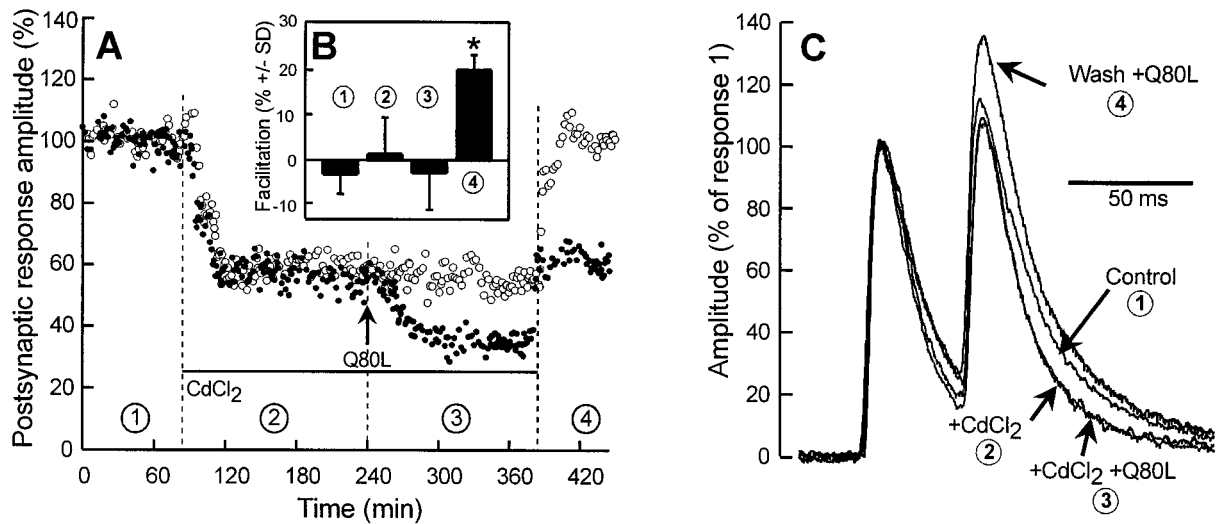 A
Postsynaptic response amplitude (%)
140
120
100
80
60
40
20
0
0 60 120 180 240 300 360 420
Time (min)
CdCl2
Q80L
1 2 3 4
B
Facilitation (% +/- SD)
30
20
10
0
-10
1 2 3 4
*
C
Amplitude (% of response 1)
140
120
100
80
60
40
20
0
Wash +Q80L
4
50 ms
Control
1
+CdCl2
2
+CdCl2 +Q80L
3